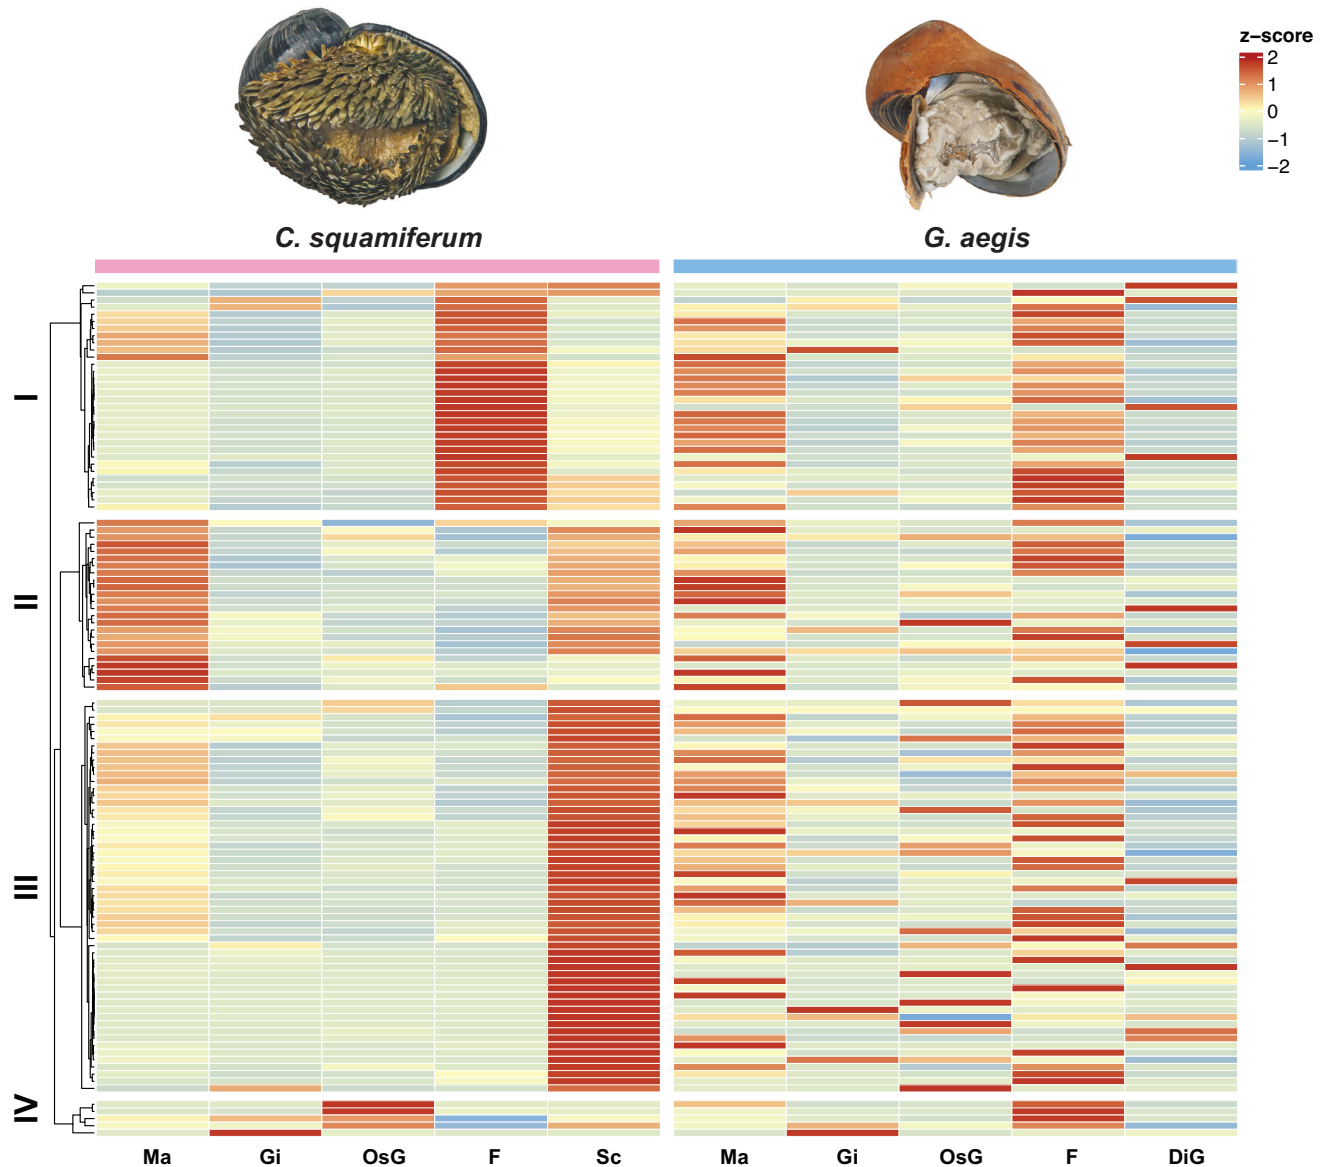 z−score
2
1
0
−1
−2
C. squamiferum
G. aegis
I
II
III
IV
Ma Gi OsG F Sc Ma Gi OsG F DiG